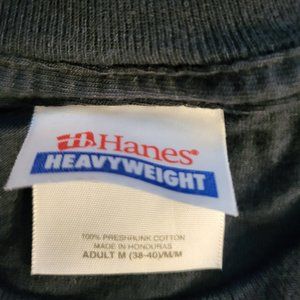 Hanes®
HEAVYWEIGHT
100% PRESHRUNK COTTON
MADE IN HONDURAS
ADULT M (38-40)/M/M